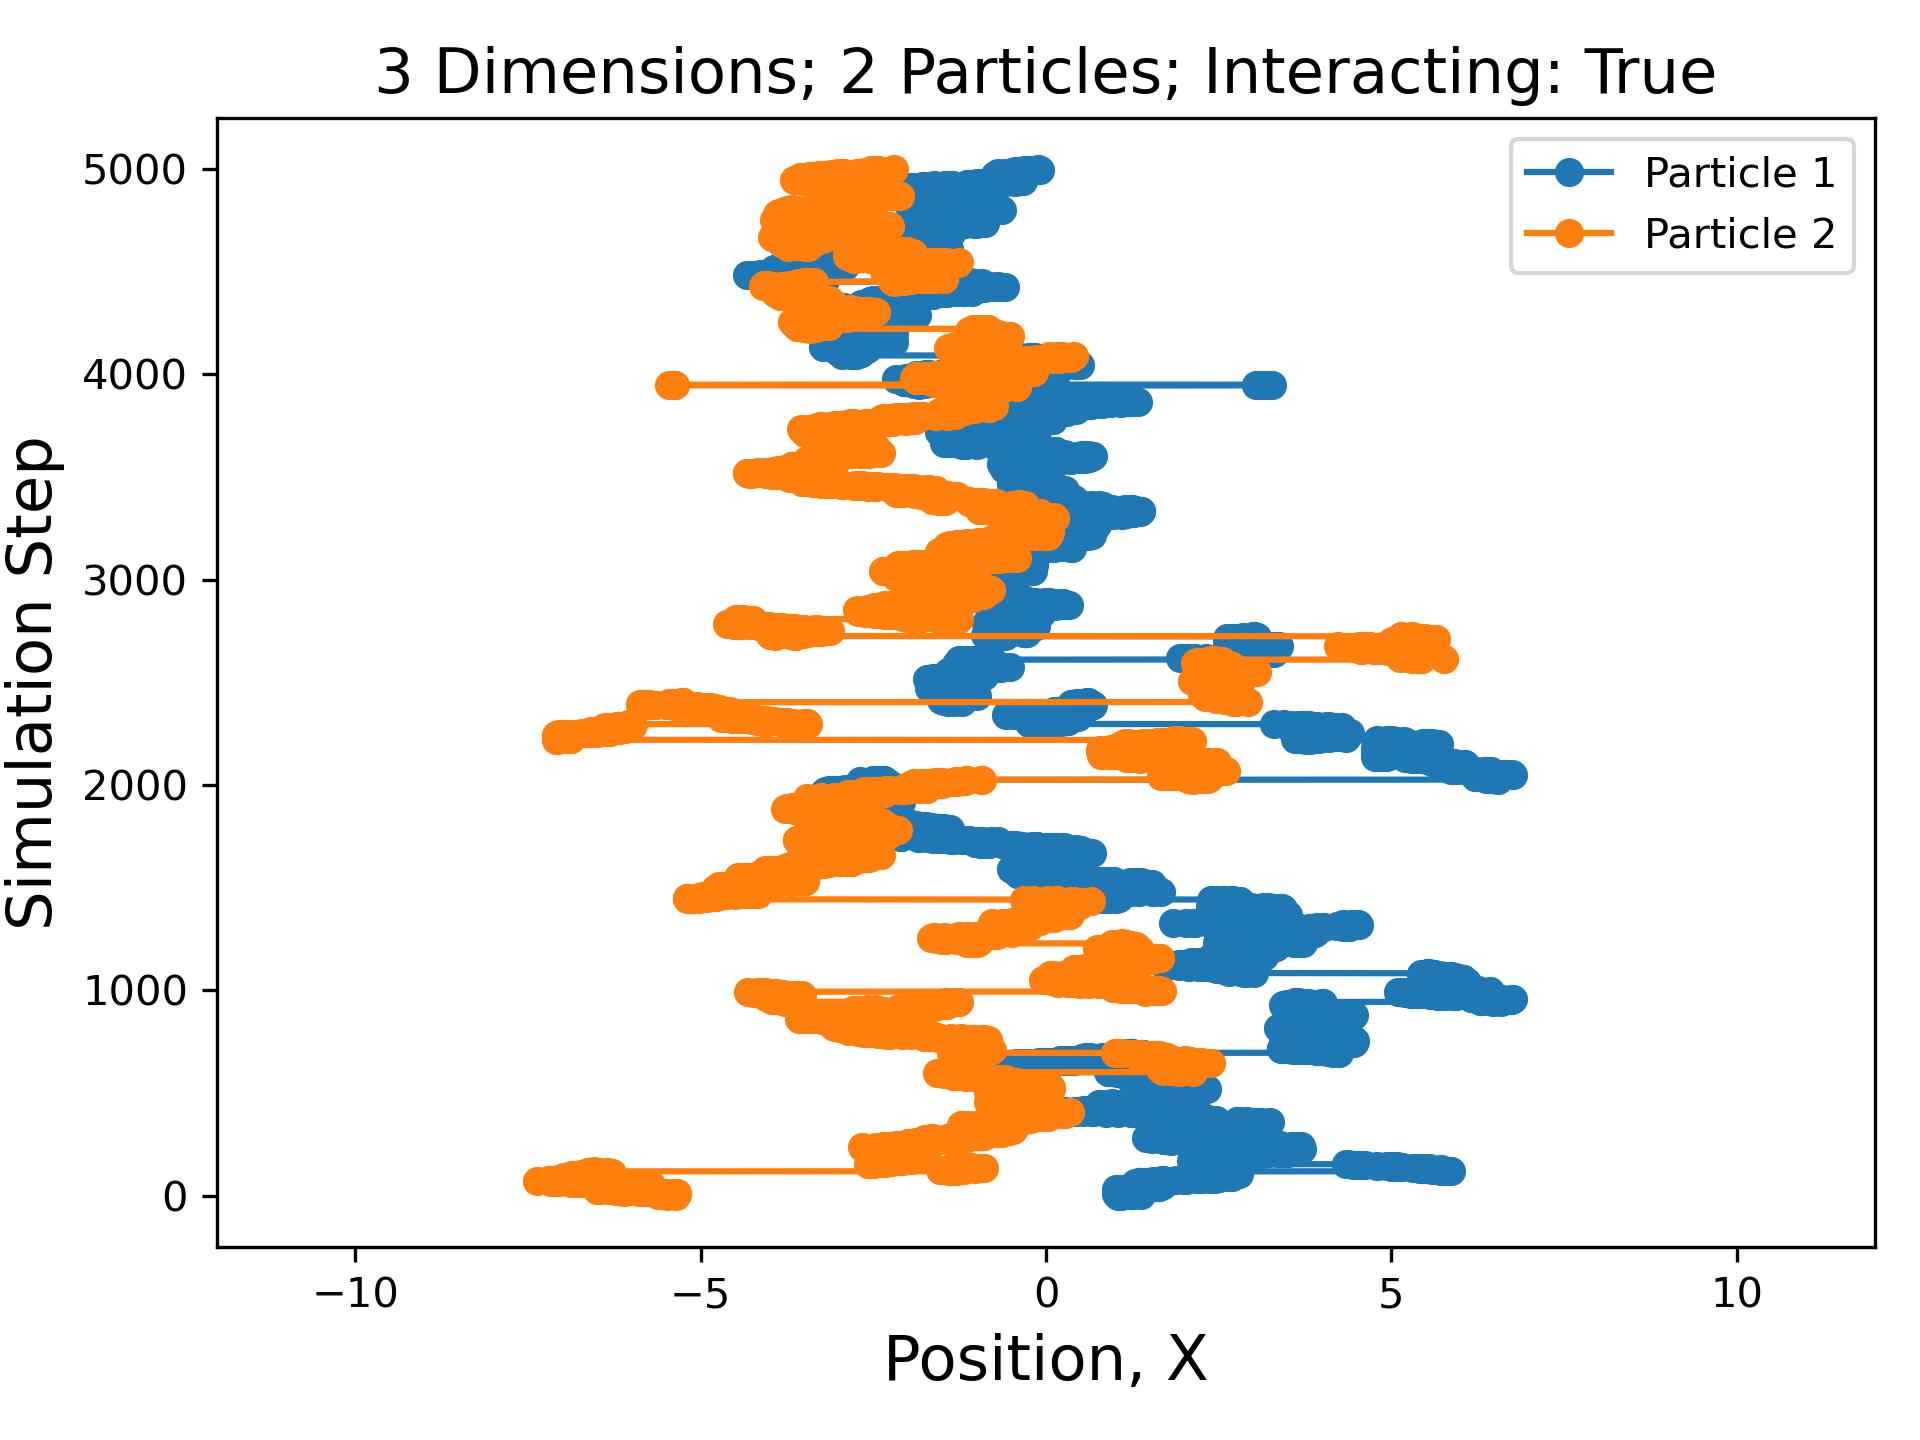 3 Dimensions; 2 Particles; Interacting: True
Particle 1
Particle 2
Simulation Step
5000
4000
3000
2000
1000
0
−10
−5
0
5
10
Position, X